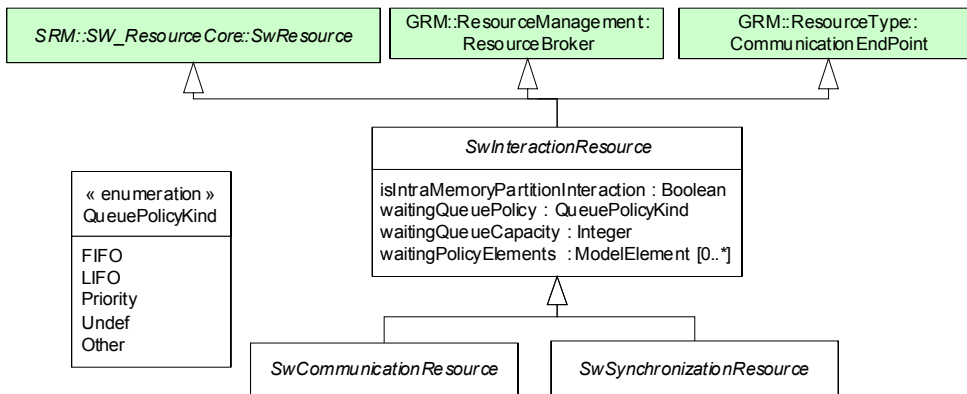 SRM::SW_ResourceCore::SwResource
GRM::ResourceManagement:
ResourceBroker
GRM::ResourceType::
CommunicationEndPoint
SwInteractionResource
isIntraMemoryPartitionInteraction : Boolean
waitingQueuePolicy : QueuePolicyKind
waitingQueueCapacity : Integer
waitingPolicyElements : ModelElement [0..*]
« enumeration »
QueuePolicyKind
FIFO
LIFO
Priority
Undef
Other
SwCommunicationResource
SwSynchronizationResource